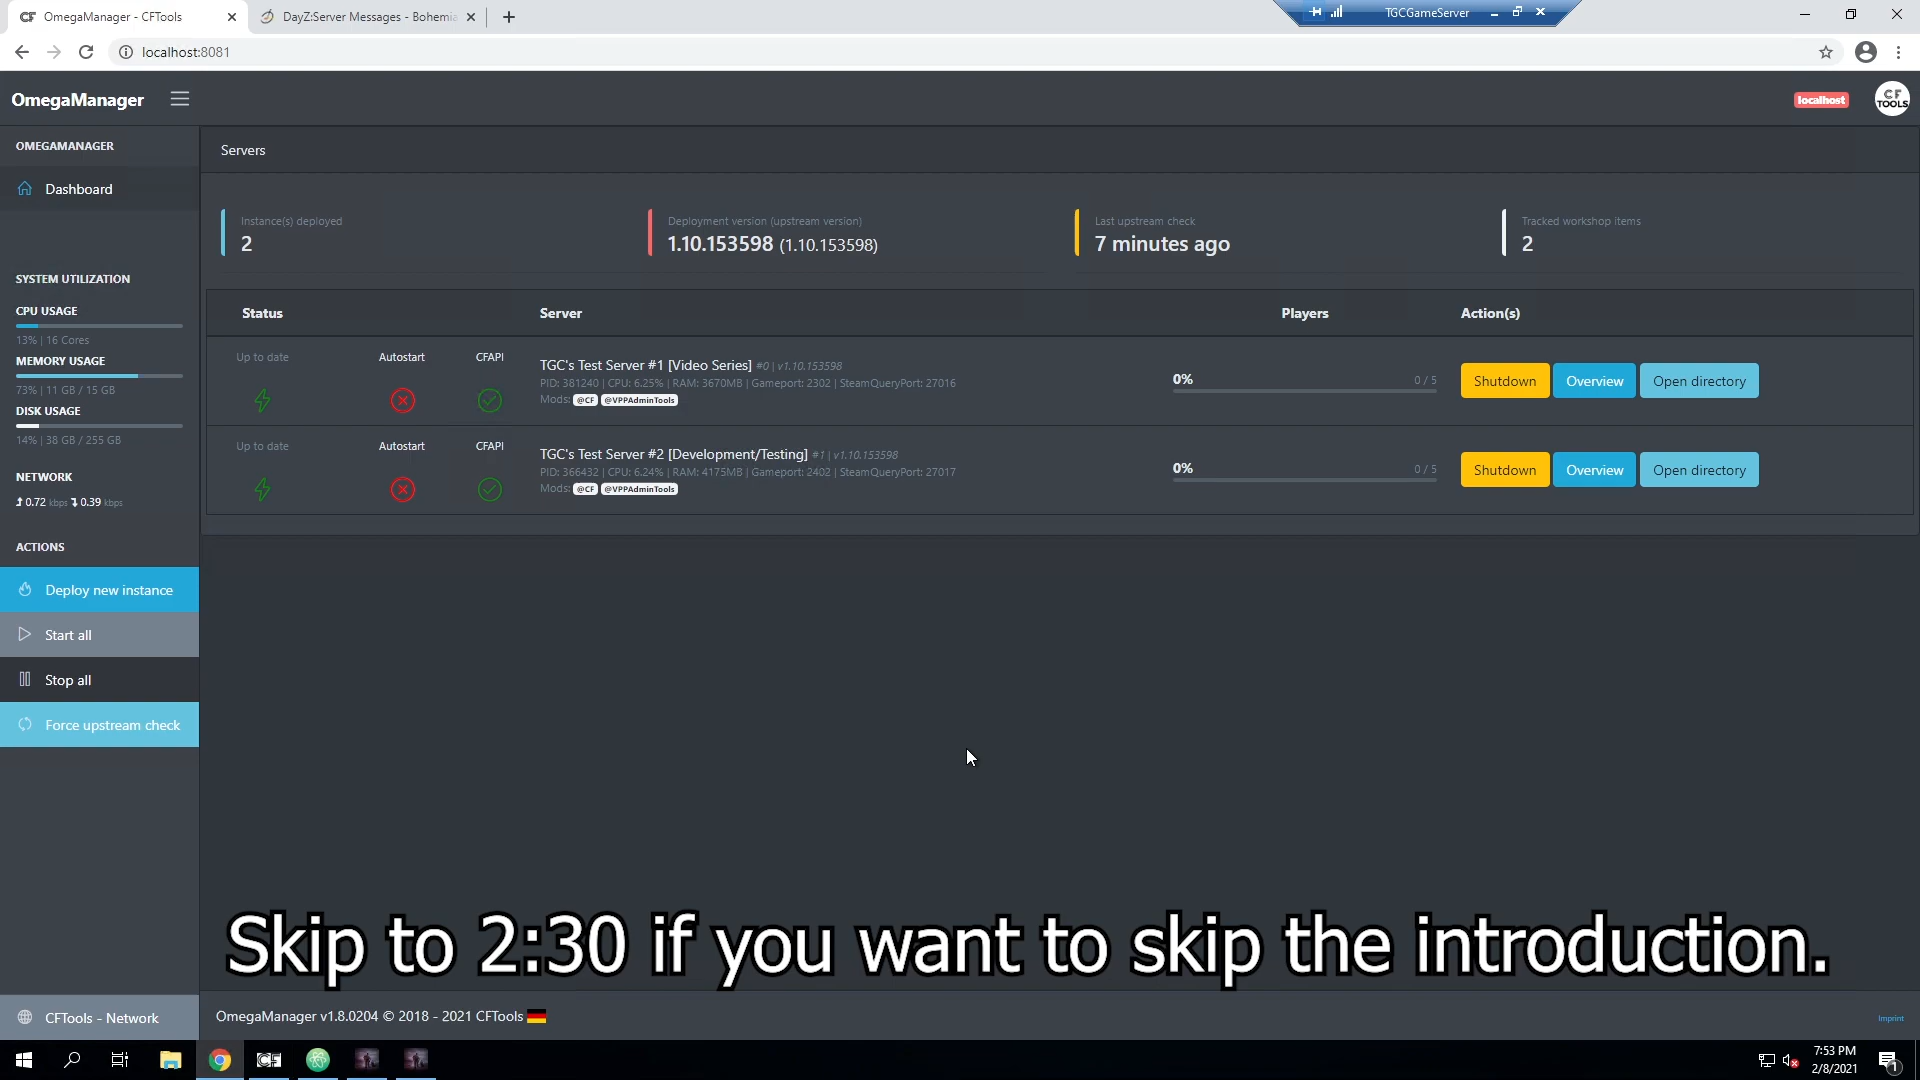 OmegaManager - CFTools
DayZ:Server Messages - Bohemia
TGCGameServer
localhost:8081
OmegaManager
localhost
CF TOOLS
OMEGAMANAGER
Dashboard
SYSTEM UTILIZATION
CPU USAGE
13% | 16 Cores
MEMORY USAGE
73% | 11 GB / 15 GB
DISK USAGE
14% | 38 GB / 255 GB
NETWORK
0.72 kbps 0.39 kbps
ACTIONS
Deploy new instance
Start all
Stop all
Force upstream check
CFTools - Network
Servers
Instance(s) deployed
2
Deployment version (upstream version)
1.10.153598 (1.10.153598)
Last upstream check
7 minutes ago
Tracked workshop items
2
Status Server Players Action(s)
Up to date Autostart CFAPI
TGC's Test Server #1 [Video Series] #0 | v1.10.153598
PID: 381240 | CPU: 6.25% | RAM: 3670MB | Gameport: 2302 | SteamQueryPort: 27016
Mods: @CF @VPPAdminTools
0% 0 / 5
Shutdown Overview Open directory
Up to date Autostart CFAPI
TGC's Test Server #2 [Development/Testing] #1 | v1.10.153598
PID: 366432 | CPU: 6.24% | RAM: 4175MB | Gameport: 2402 | SteamQueryPort: 27017
Mods: @CF @VPPAdminTools
0% 0 / 5
Shutdown Overview Open directory
Skip to 2:30 if you want to skip the introduction.
OmegaManager v1.8.0204 © 2018 - 2021 CFTools
Imprint
CF
7:53 PM
2/8/2021
1